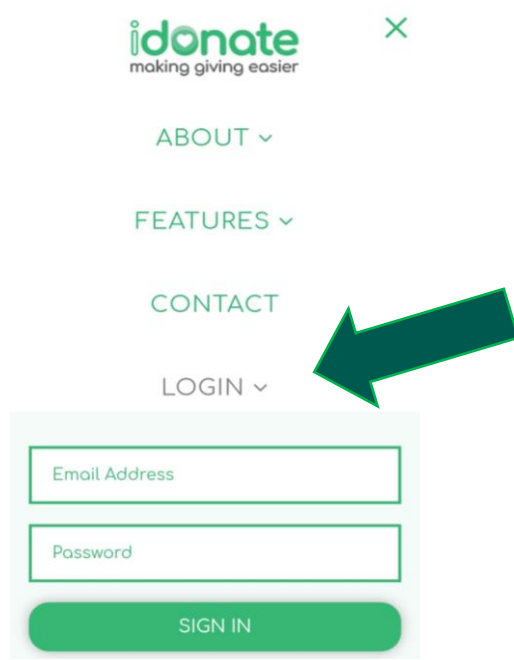 idonate
making giving easier
ABOUT
FEATURES
CONTACT
LOGIN
Email Address
Password
SIGN IN